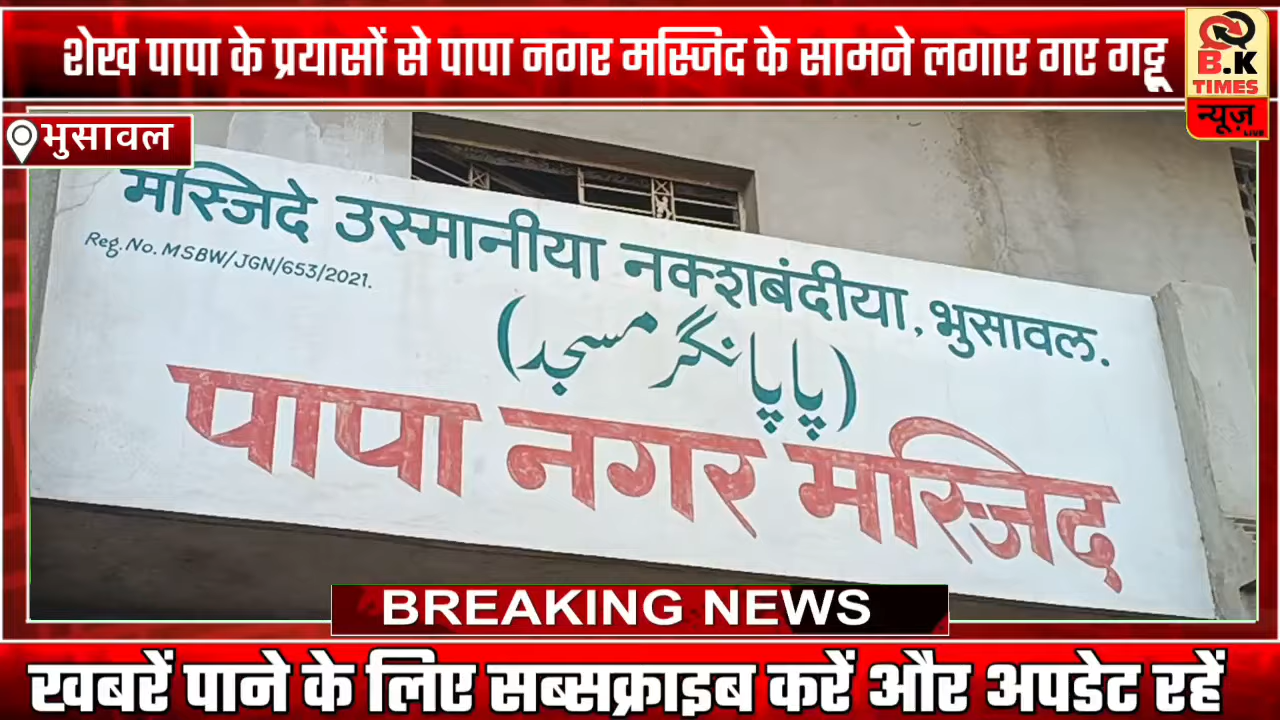 शेख पापा के प्रयासों से पापा नगर मस्जिद के सामने लगाए गए गट्टू
B.K
TIMES
न्यूज़
LIVE
भुसावल
मस्जिदे उस्मानीया नक्शबंदीया, भुसावल.
Reg. No. MSBW/JGN/653/2021.
(پاپا نگر مسجد)
पापा नगर मस्जिद
BREAKING NEWS
खबरें पाने के लिए सब्सक्राइब करें और अपडेट रहें